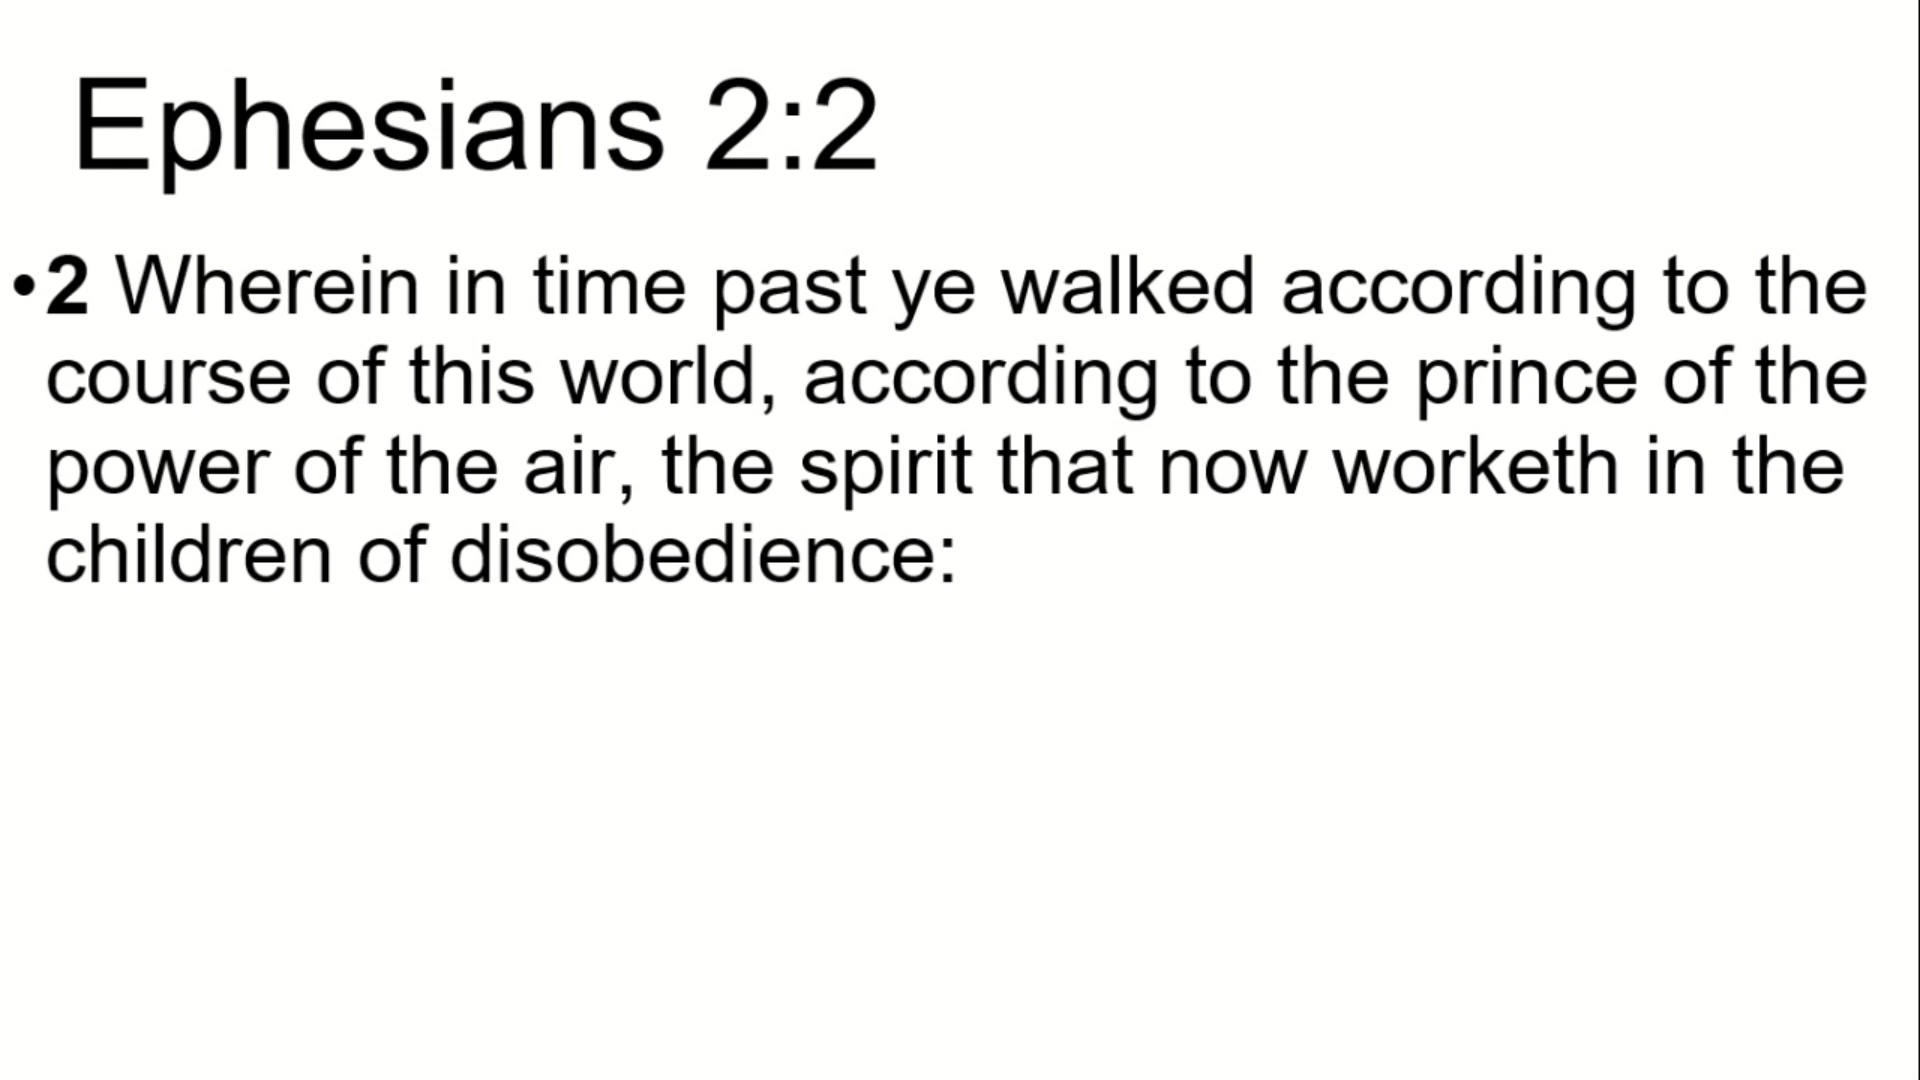 Ephesians 2:2
•2 Wherein in time past ye walked according to the
course of this world, according to the prince of the
power of the air, the spirit that now worketh in the
children of disobedience: